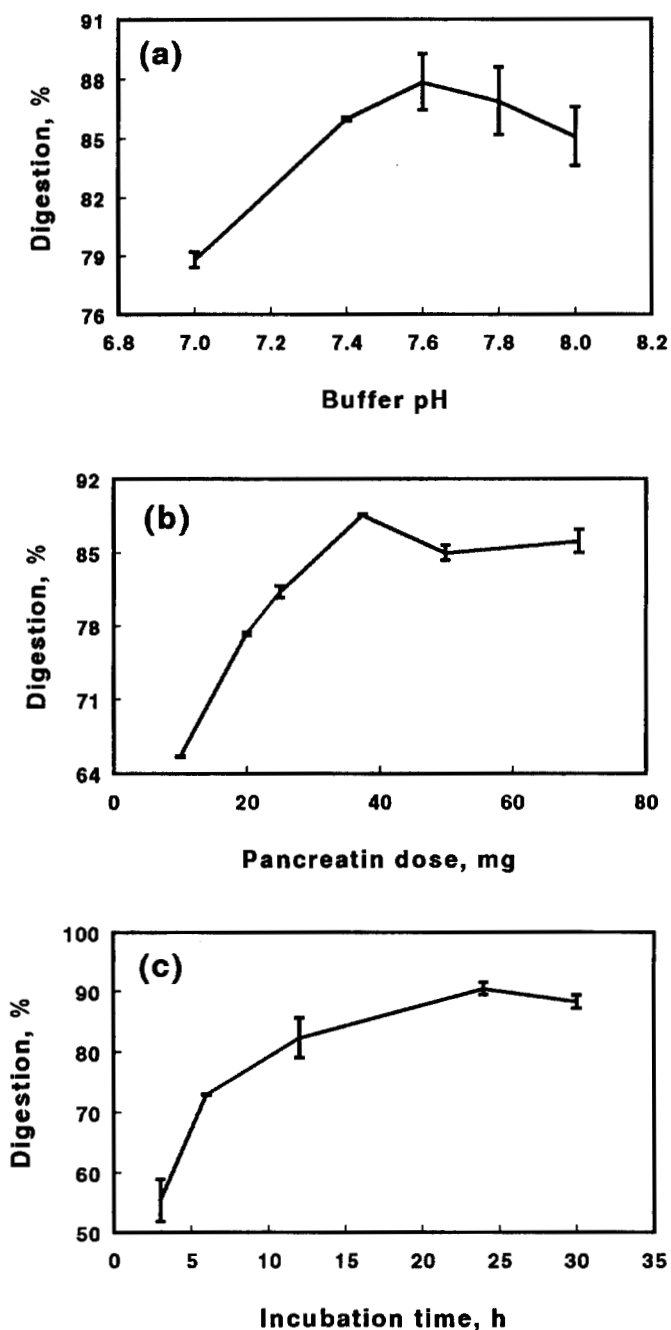 (a)
Digestion, %
91
88
85
82
79
76
6.8 7.0 7.2 7.4 7.6 7.8 8.0 8.2
Buffer pH
(b)
Digestion, %
92
85
78
71
64
0 20 40 60 80
Pancreatin dose, mg
(c)
Digestion, %
100
90
80
70
60
50
0 5 10 15 20 25 30 35
Incubation time, h